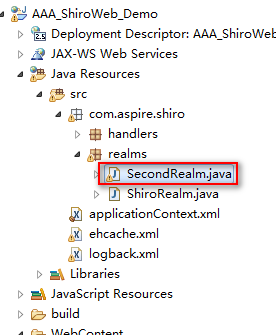 AAA_ShiroWeb_Demo
Deployment Descriptor: AAA_ShiroWeb
JAX-WS Web Services
Java Resources
src
com.aspire.shiro
handlers
realms
SecondRealm.java
ShiroRealm.java
applicationContext.xml
ehcache.xml
logback.xml
Libraries
JavaScript Resources
build
WebContent